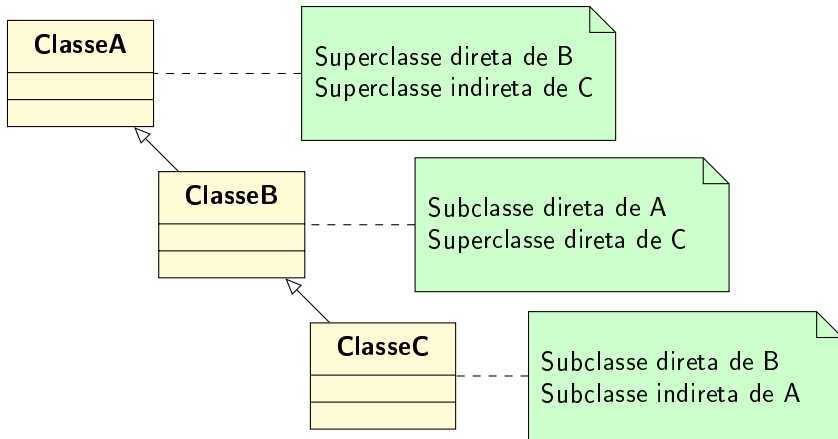 ClasseA
Superclasse direta de B
Superclasse indireta de C
ClasseB
Subclasse direta de A
Superclasse direta de C
ClasseC
Subclasse direta de B
Subclasse indireta de A